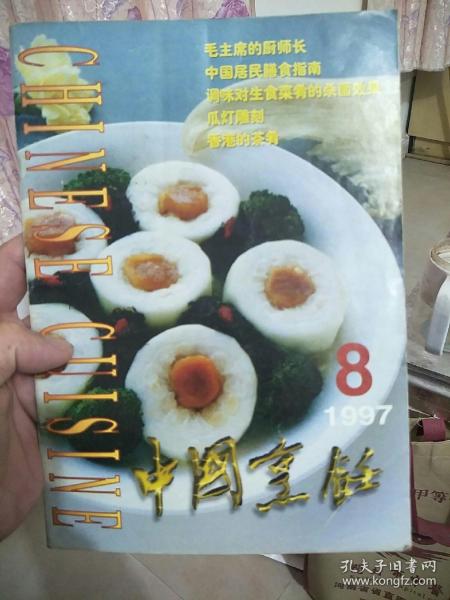 毛主席的厨师长
中国居民膳食指南
调味对生食菜肴的杀菌效果
瓜灯雕刻
香港的茶肴
CHINESE CUISINE
8
1997
中国烹饪
孔夫子旧书网
kongfz.com